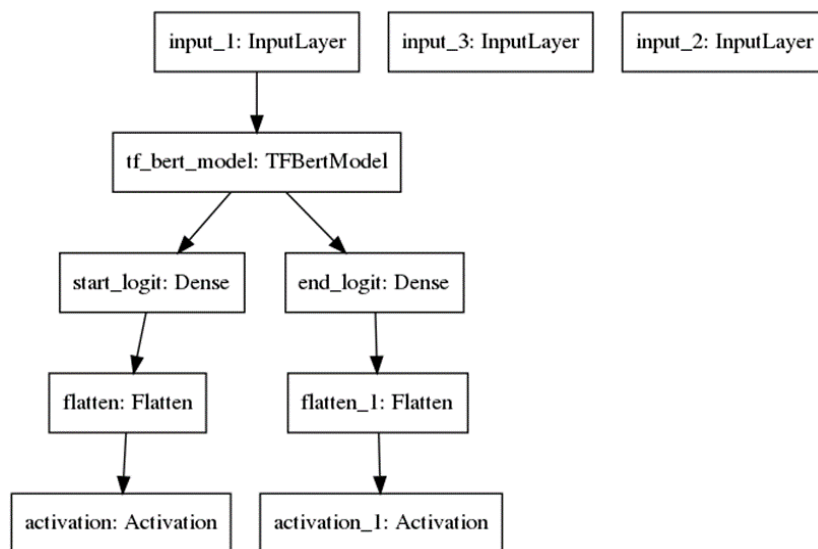 input_1: InputLayer
input_3: InputLayer
input_2: InputLayer
tf_bert_model: TFBertModel
start_logit: Dense
end_logit: Dense
flatten: Flatten
flatten_1: Flatten
activation: Activation
activation_1: Activation